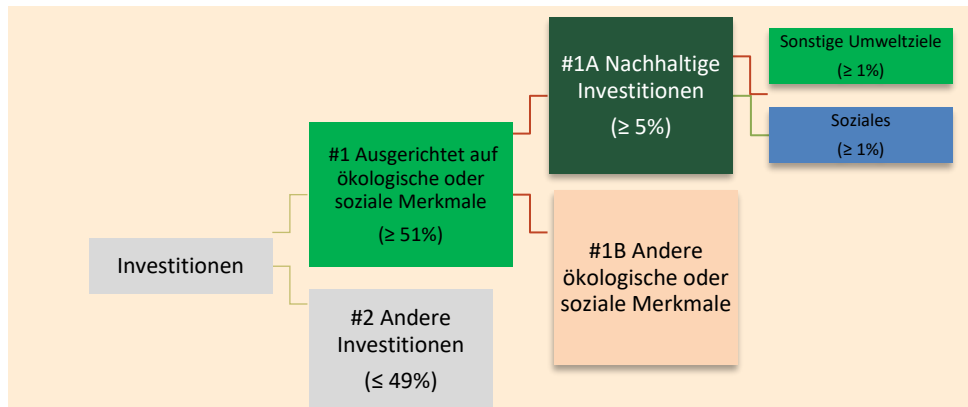 Investitionen
#1 Ausgerichtet auf
ökologische oder
soziale Merkmale
(≥ 51%)
#2 Andere
Investitionen
(≤ 49%)
#1A Nachhaltige
Investitionen
(≥ 5%)
#1B Andere
ökologische oder
soziale Merkmale
Sonstige Umweltziele
(≥ 1%)
Soziales
(≥ 1%)